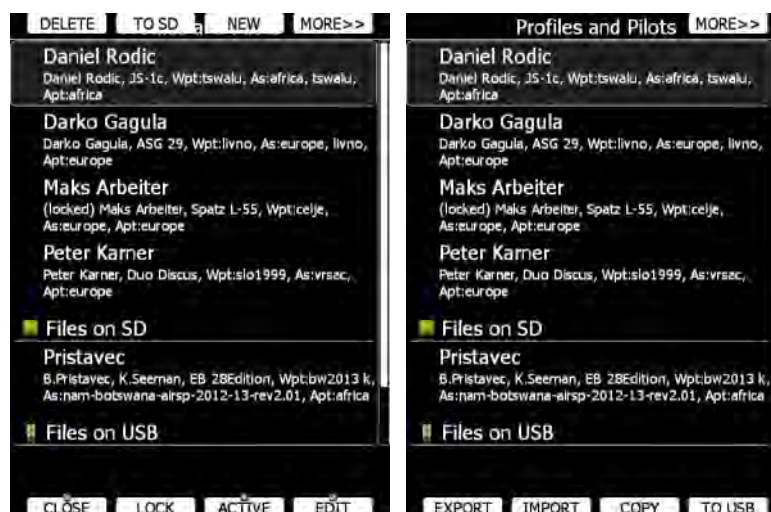 DELETE TO SD NEW MORE>>
Daniel Rodic
Daniel Rodic, JS-1c, Wpt:tswalu, As:africa, tswalu,
Apt:africa
Darko Gagula
Darko Gagula, ASG 29, Wpt:livno, As:europe, livno,
Apt:europe
Maks Arbeiter
(locked) Maks Arbeiter, Spatz L-55, Wpt:celje,
As:europe, Apt:europe
Peter Karner
Peter Karner, Duo Discus, Wpt:slo1999, As:vrsac,
Apt:europe
Files on SD
Pristavec
B.Pristavec, K.Seeman, EB 28Edition, Wpt:bw2013 k,
As:nam-botswana-airsp-2012-13-rev2.01, Apt:africa
Files on USB
CLOSE LOCK ACTIVE EDIT
Profiles and Pilots MORE>>
Daniel Rodic
Daniel Rodic, JS-1c, Wpt:tswalu, As:africa, tswalu,
Apt:africa
Darko Gagula
Darko Gagula, ASG 29, Wpt:livno, As:europe, livno,
Apt:europe
Maks Arbeiter
(locked) Maks Arbeiter, Spatz L-55, Wpt:celje,
As:europe, Apt:europe
Peter Karner
Peter Karner, Duo Discus, Wpt:slo1999, As:vrsac,
Apt:europe
Files on SD
Pristavec
B.Pristavec, K.Seeman, EB 28Edition, Wpt:bw2013 k,
As:nam-botswana-airsp-2012-13-rev2.01, Apt:africa
Files on USB
EXPORT IMPORT COPY TO USB